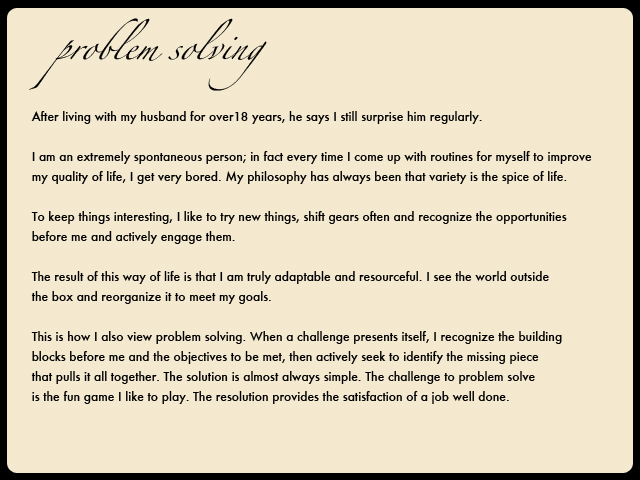 problem solving
After living with my husband for over18 years, he says I still surprise him regularly.
I am an extremely spontaneous person; in fact every time I come up with routines for myself to improve
my quality of life, I get very bored. My philosophy has always been that variety is the spice of life.
To keep things interesting, I like to try new things, shift gears often and recognize the opportunities
before me and actively engage them.
The result of this way of life is that I am truly adaptable and resourceful. I see the world outside
the box and reorganize it to meet my goals.
This is how I also view problem solving. When a challenge presents itself, I recognize the building
blocks before me and the objectives to be met, then actively seek to identify the missing piece
that pulls it all together. The solution is almost always simple. The challenge to problem solve
is the fun game I like to play. The resolution provides the satisfaction of a job well done.